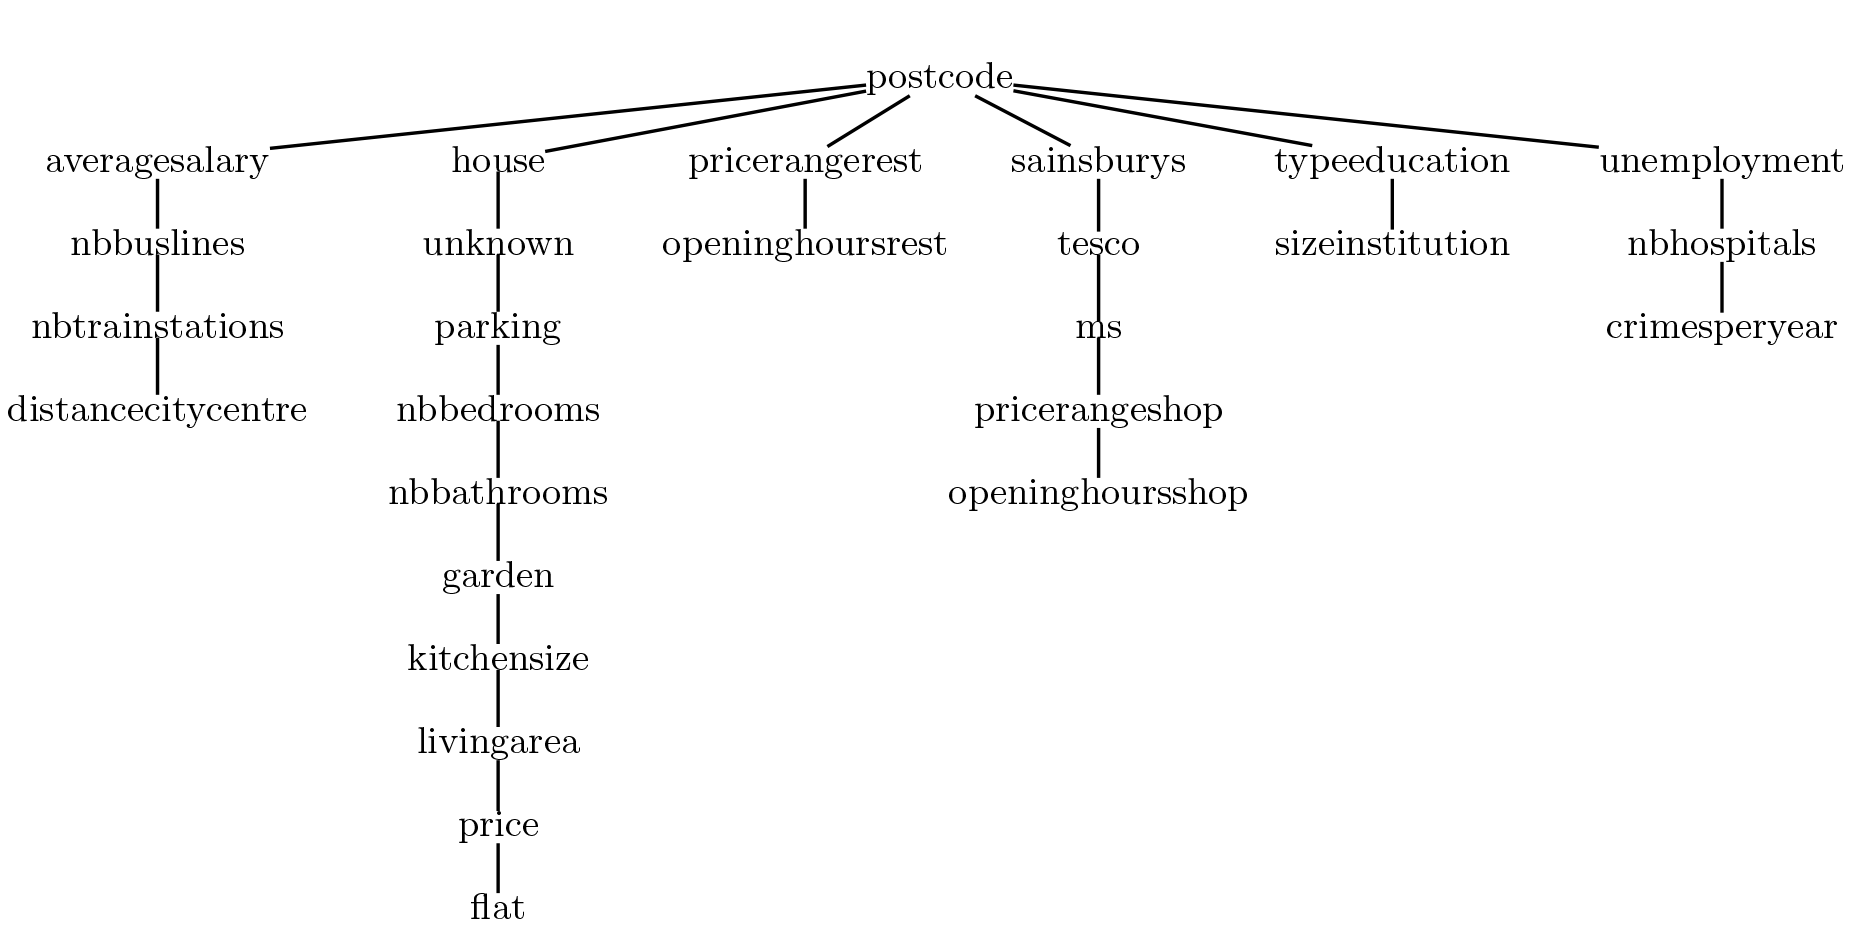 postcode
averagesalary house pricerangerest sainsburys typeeducation unemployment
nbbuslines unknown openinghoursrest tesco sizeinstitution nbhospitals
nbtrainstations parking ms crimesperyear
distancecitycentre nbbedrooms pricerangeshop
nbbathrooms openinghoursshop
garden
kitchensize
livingarea
price
flat